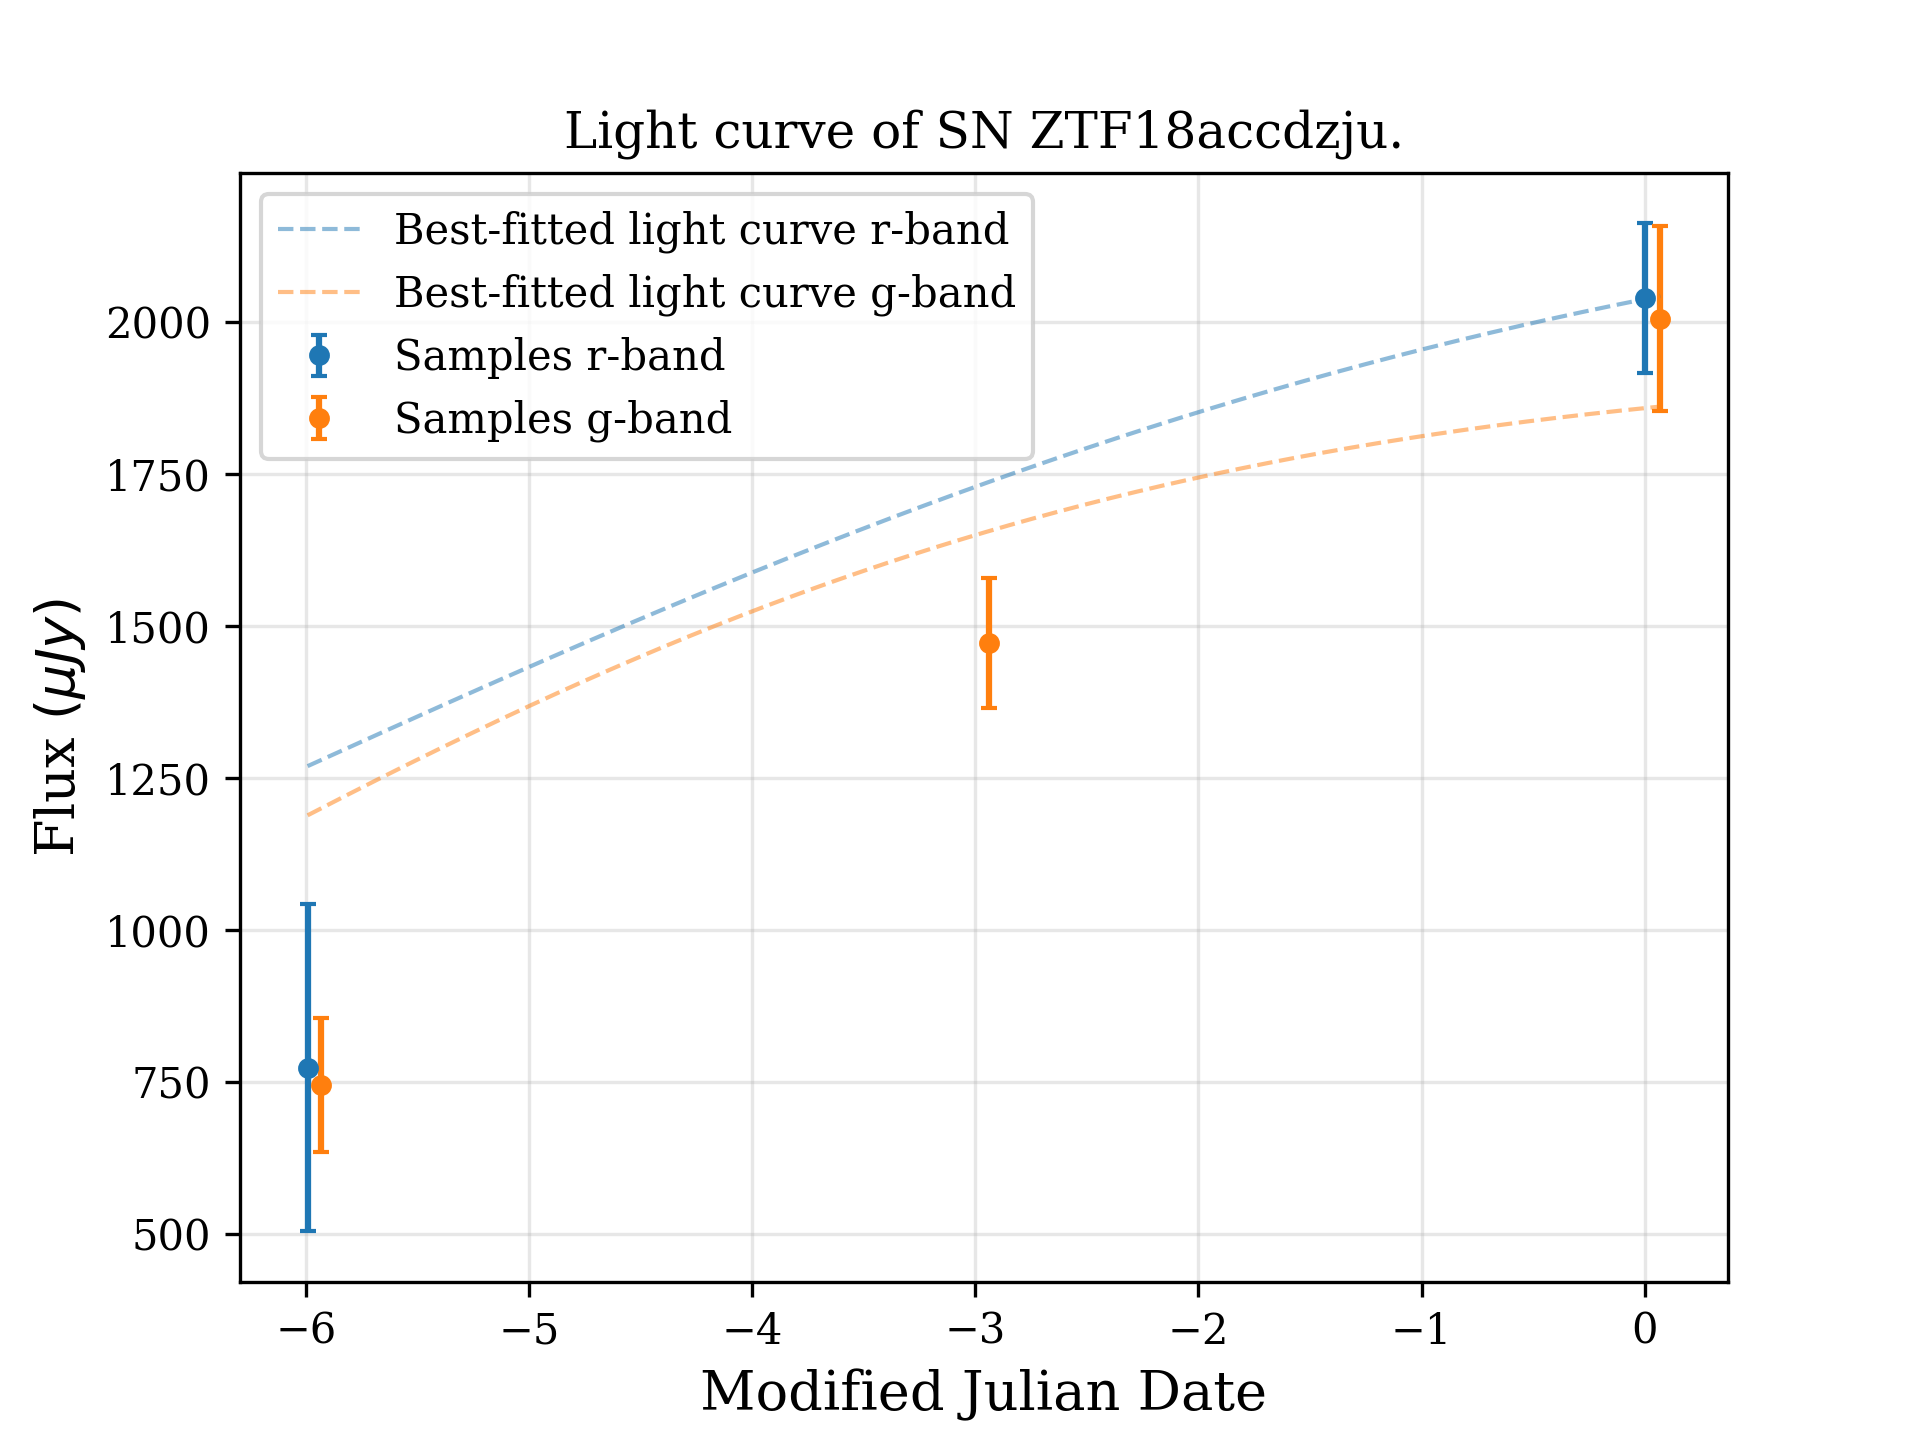 Light curve of SN ZTF18accdzju.
Best-fitted light curve r-band
Best-fitted light curve g-band
Samples r-band
Samples g-band
Flux (μJy)
2000
1750
1500
1250
1000
750
500
−6 −5 −4 −3 −2 −1 0
Modified Julian Date